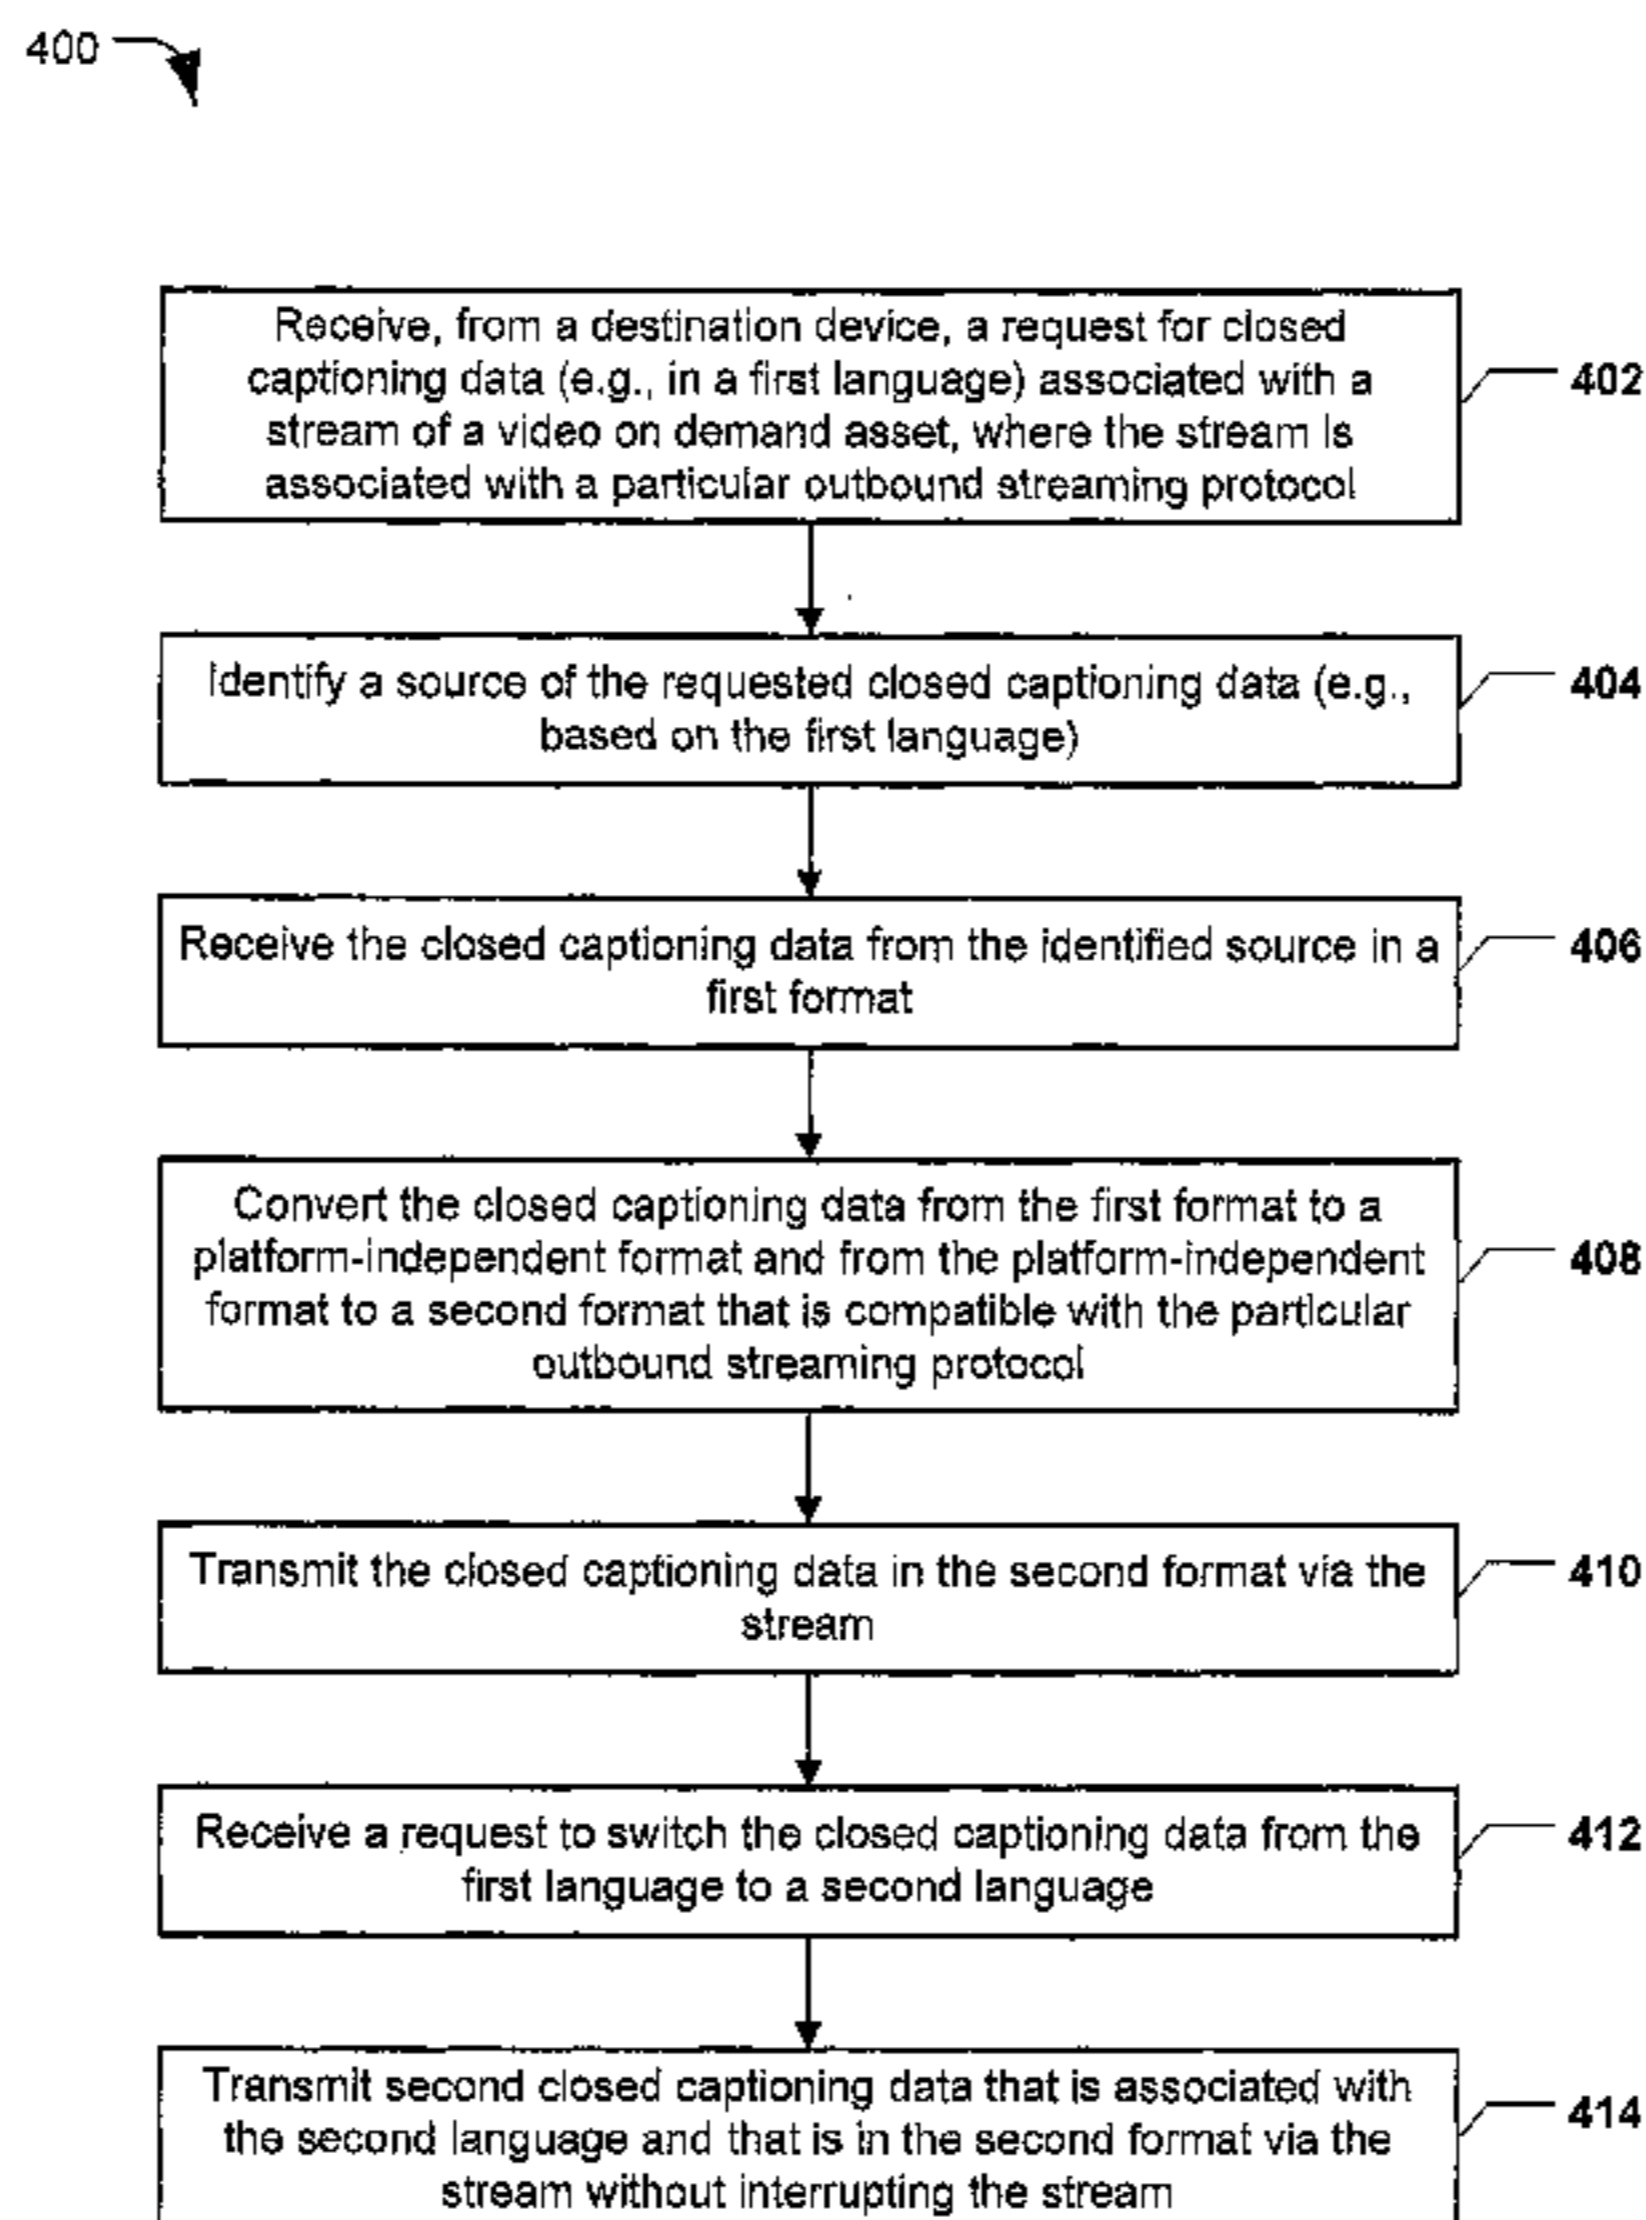 400
Receive, from a destination device, a request for closed
captioning data (e.g., in a first language) associated with a
stream of a video on demand asset, where the stream is
associated with a particular outbound streaming protocol
402
Identify a source of the requested closed captioning data (e.g.,
based on the first language)
404
Receive the closed captioning data from the identified source in a
first format
406
Convert the closed captioning data from the first format to a
platform-independent format and from the platform-independent
format to a second format that is compatible with the particular
outbound streaming protocol
408
Transmit the closed captioning data in the second format via the
stream
410
Receive a request to switch the closed captioning data from the
first language to a second language
412
Transmit second closed captioning data that is associated with
the second language and that is in the second format via the
stream without interrupting the stream
414